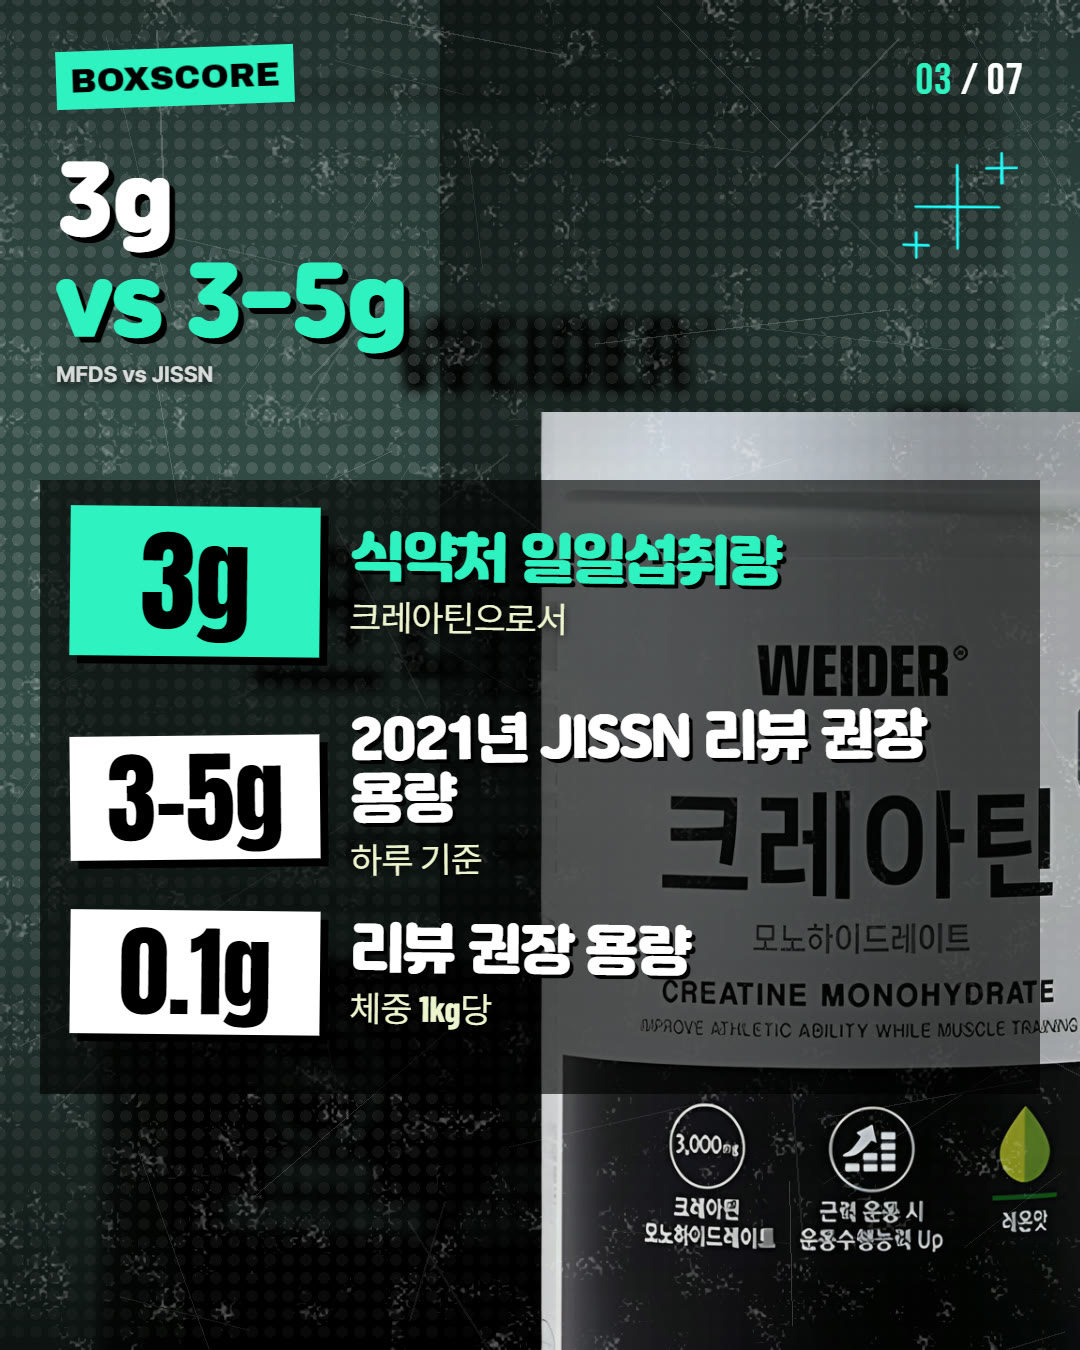 BOXSCORE
03 / 07
3g
vs 3-5g
MFDS vs JISSN
3g
식약처 일일섭취량
크레아틴으로서
3-5g
2021년 JISSN 리뷰 권장
용량
하루 기준
0.1g
리뷰 권장 용량
체중 1kg당
WEIDER®
크레아틴
모노하이드레이트
CREATINE MONOHYDRATE
IMPROVE ATHLETIC ABILITY WHILE MUSCLE TRAINING
3,000mg
크레아틴
모노하이드레이트
근력 운동 시
운동수행능력 Up
레몬맛